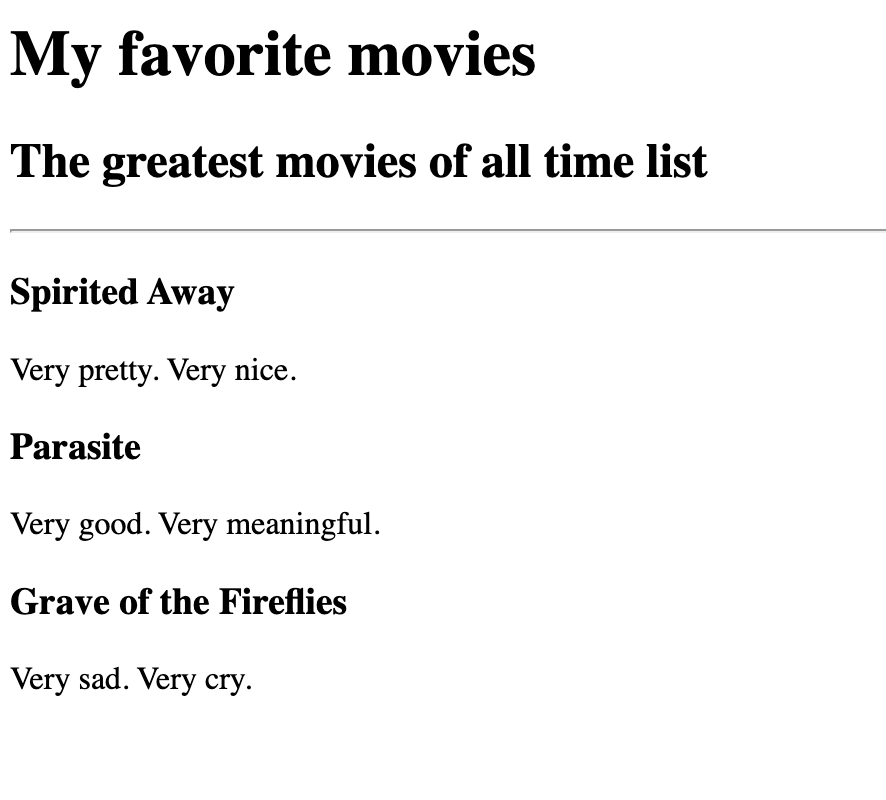 My favorite movies
The greatest movies of all time list
Spirited Away
Very pretty. Very nice.
Parasite
Very good. Very meaningful.
Grave of the Fireflies
Very sad. Very cry.